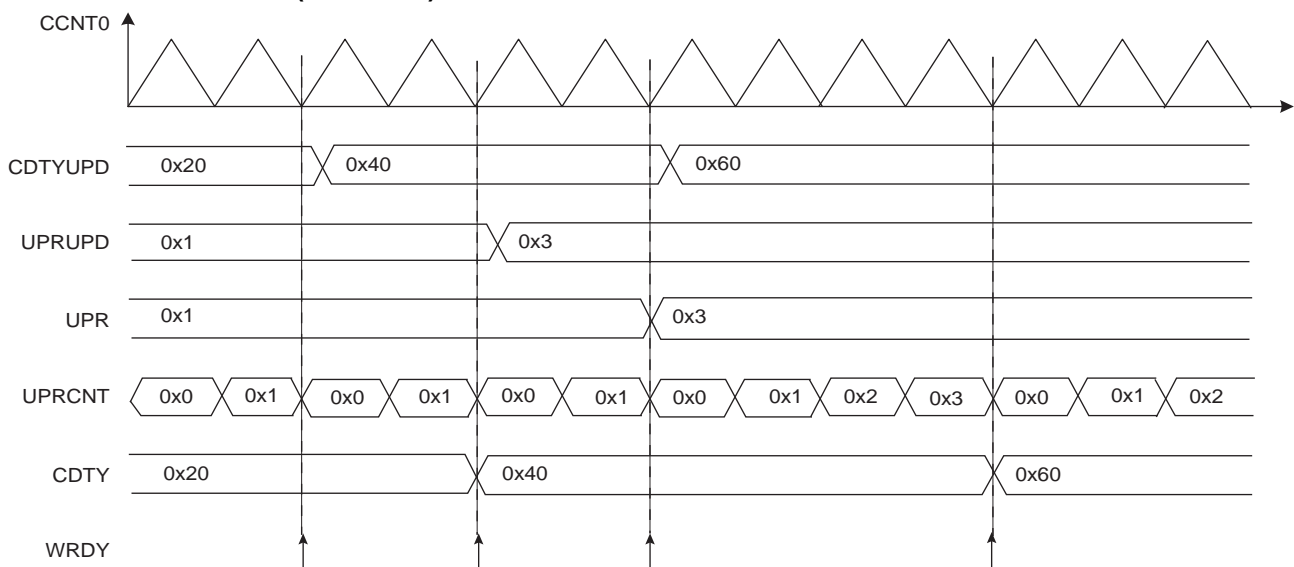 CCNT0
CDTYUPD 0x20 0x40 0x60
UPRUPD 0x1 0x3
UPR 0x1 0x3
UPRCNT 0x0 0x1 0x0 0x1 0x0 0x1 0x0 0x1 0x2 0x3 0x0 0x1 0x2
CDTY 0x20 0x40 0x60
WRDY